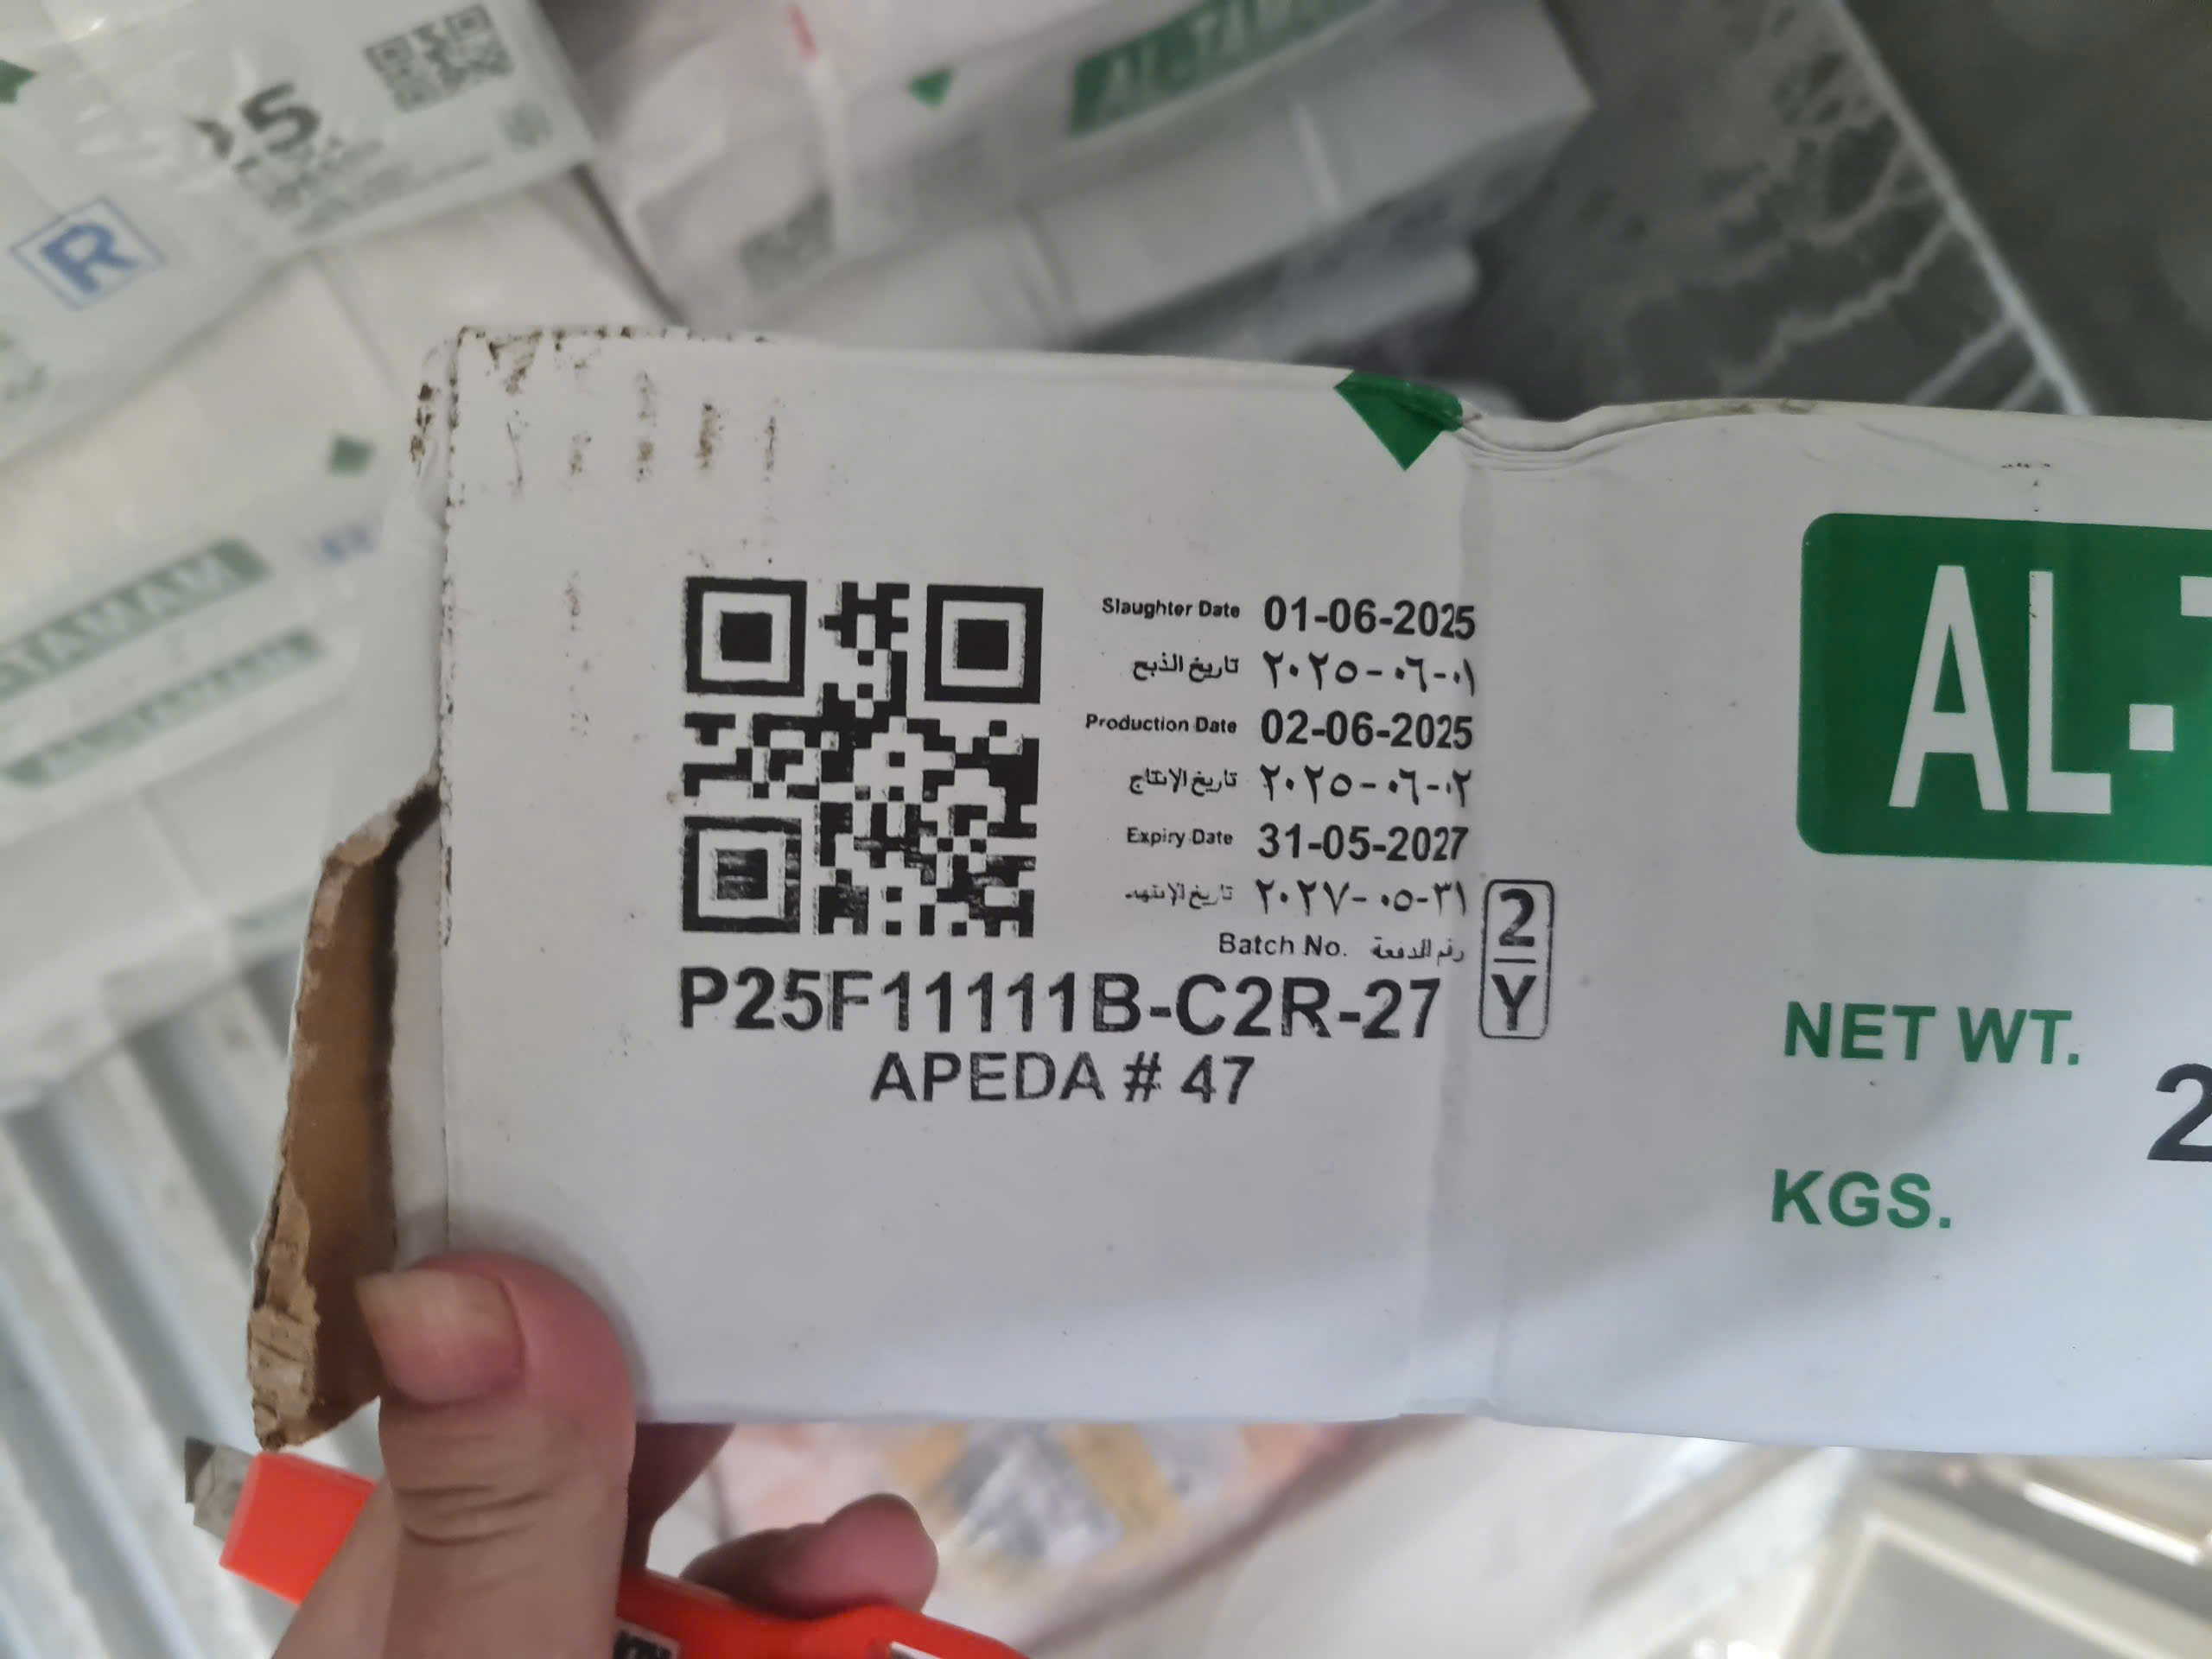 5
R
Slaughter Date 01-06-2025
تاريخ الذبح ٢٠٢٥-٠٦-٠١
Production Date 02-06-2025
تاريخ الإنتاج ٢٠٢٥-٠٦-٠٢
Expiry Date 31-05-2027
تاريخ الإنتهاء ٢٠٢٧-٠٥-٣١
Batch No. رقم الدفعة
2
Y
P25F11111B-C2R-27
APEDA # 47
AL
NET WT.
2
KGS.